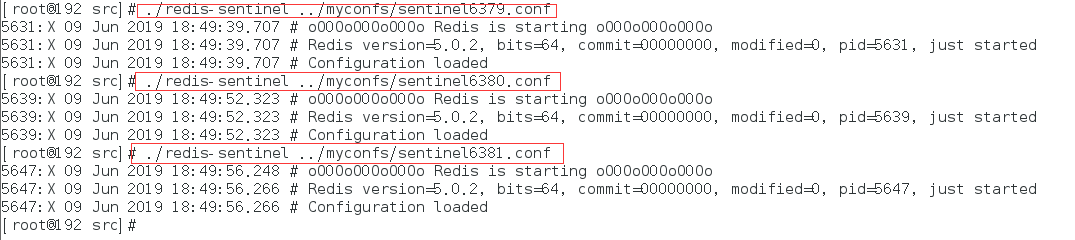 [root@192 src]# ./redis-sentinel ../myconfs/sentinel6379.conf
5631:X 09 Jun 2019 18:49:39.707 # oO0OoO0OoO0Oo Redis is starting oO0OoO0OoO0Oo
5631:X 09 Jun 2019 18:49:39.707 # Redis version=5.0.2, bits=64, commit=00000000, modified=0, pid=5631, just started
5631:X 09 Jun 2019 18:49:39.707 # Configuration loaded
[root@192 src]# ./redis-sentinel ../myconfs/sentinel6380.conf
5639:X 09 Jun 2019 18:49:52.323 # oO0OoO0OoO0Oo Redis is starting oO0OoO0OoO0Oo
5639:X 09 Jun 2019 18:49:52.323 # Redis version=5.0.2, bits=64, commit=00000000, modified=0, pid=5639, just started
5639:X 09 Jun 2019 18:49:52.323 # Configuration loaded
[root@192 src]# ./redis-sentinel ../myconfs/sentinel6381.conf
5647:X 09 Jun 2019 18:49:56.248 # oO0OoO0OoO0Oo Redis is starting oO0OoO0OoO0Oo
5647:X 09 Jun 2019 18:49:56.266 # Redis version=5.0.2, bits=64, commit=00000000, modified=0, pid=5647, just started
5647:X 09 Jun 2019 18:49:56.266 # Configuration loaded
[root@192 src]#